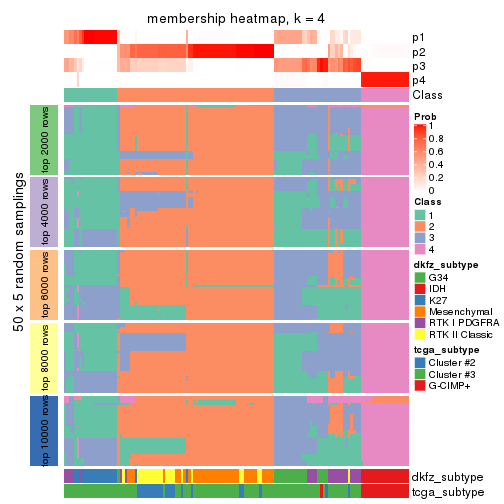 membership heatmap, k = 4
p1
p2
p3
p4
Class
50 x 5 random samplings
top 2000 rows
top 4000 rows
top 6000 rows
top 8000 rows
top 10000 rows
Prob
1
0.8
0.6
0.4
0.2
0
Class
1
2
3
4
dkfz_subtype
G34
IDH
K27
Mesenchymal
RTK I PDGFRA
RTK II Classic
tcga_subtype
Cluster #2
Cluster #3
G-CIMP+
dkfz_subtype
tcga_subtype